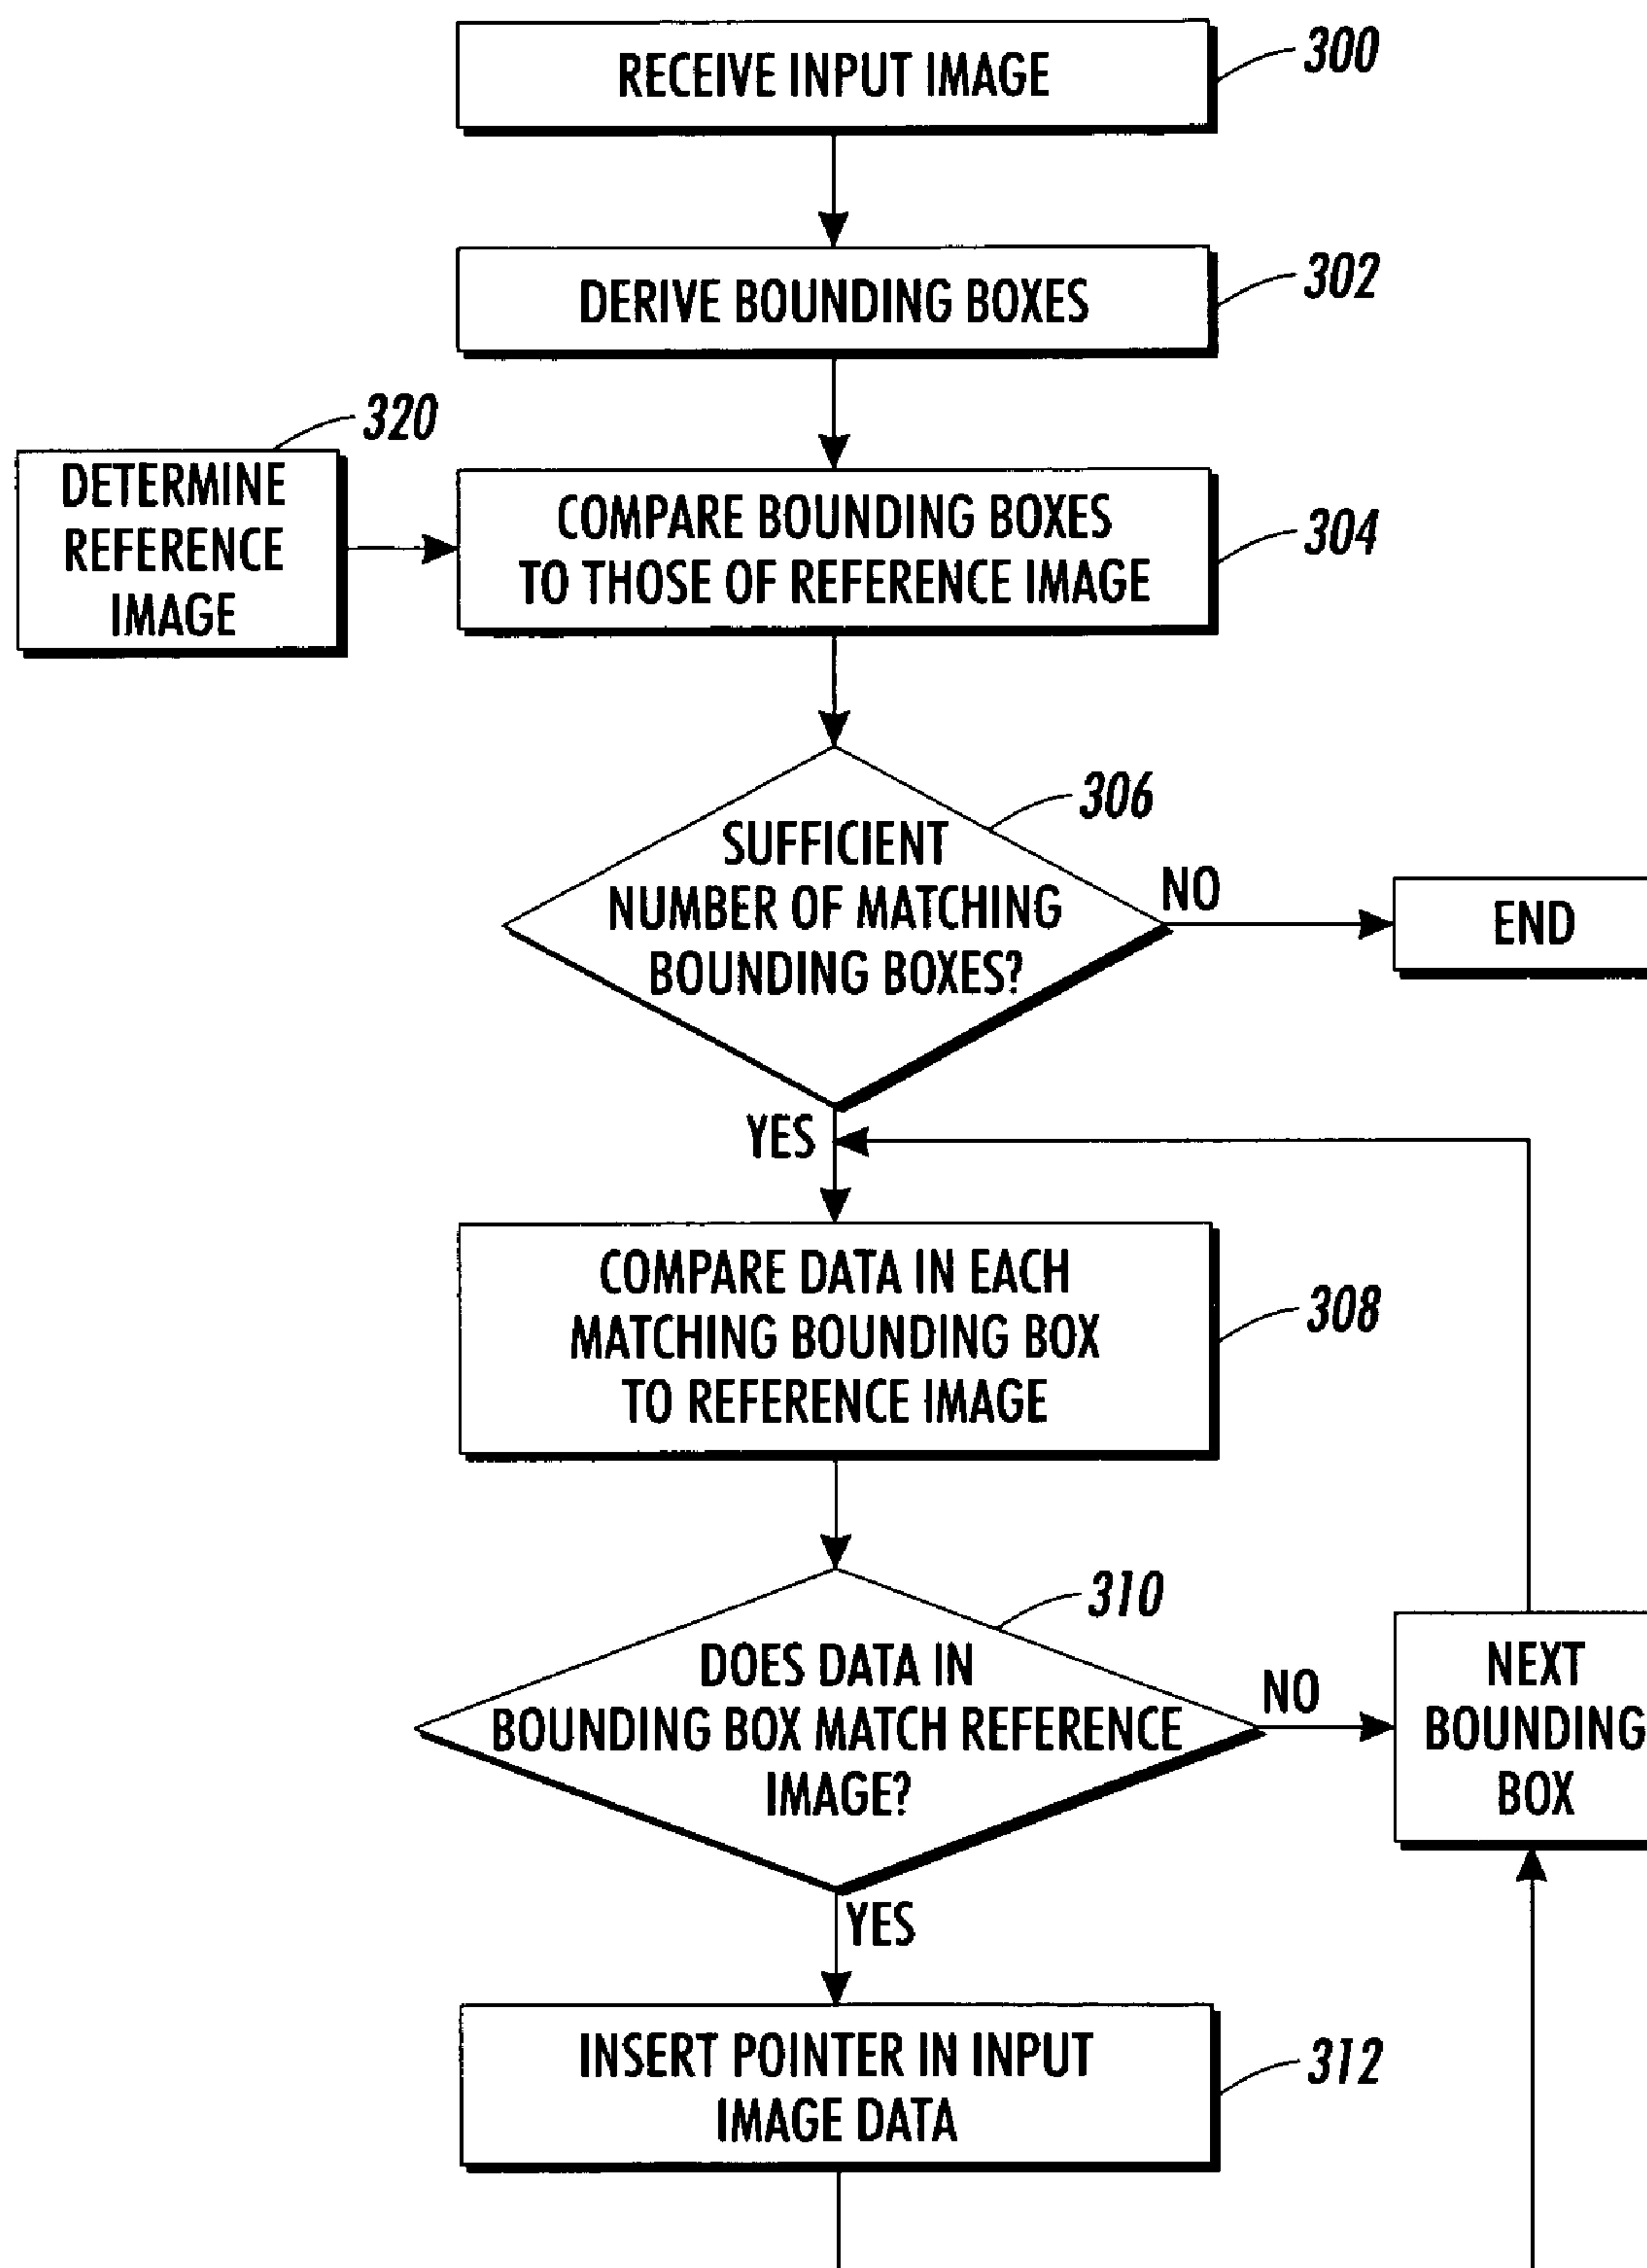 RECEIVE INPUT IMAGE
300
DERIVE BOUNDING BOXES
302
320
DETERMINE
REFERENCE
IMAGE
COMPARE BOUNDING BOXES
TO THOSE OF REFERENCE IMAGE
304
306
SUFFICIENT
NUMBER OF MATCHING
BOUNDING BOXES?
NO
END
YES
COMPARE DATA IN EACH
MATCHING BOUNDING BOX
TO REFERENCE IMAGE
308
310
DOES DATA IN
BOUNDING BOX MATCH REFERENCE
IMAGE?
NO
NEXT
BOUNDING
BOX
YES
INSERT POINTER IN INPUT
IMAGE DATA
312